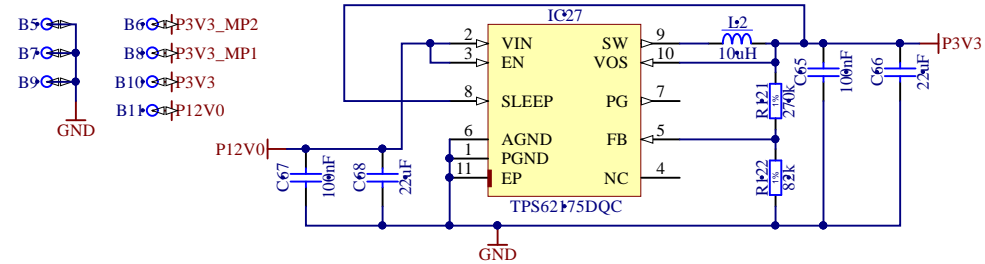 B5
B6
P3V3_MP2
B7
B8
P3V3_MP1
B9
B10
P3V3
B11
P12V0
GND
IC27
2
VIN
SW
9
L2
10uH
P3V3
3
EN
VOS
10
8
SLEEP
PG
7
6
AGND
FB
5
1
PGND
11
EP
NC
4
TPS62175DQC
P12V0
C67
100nF
C68
22uF
R121
1%
270k
R122
1%
82k
C65
100nF
C66
22uF
GND